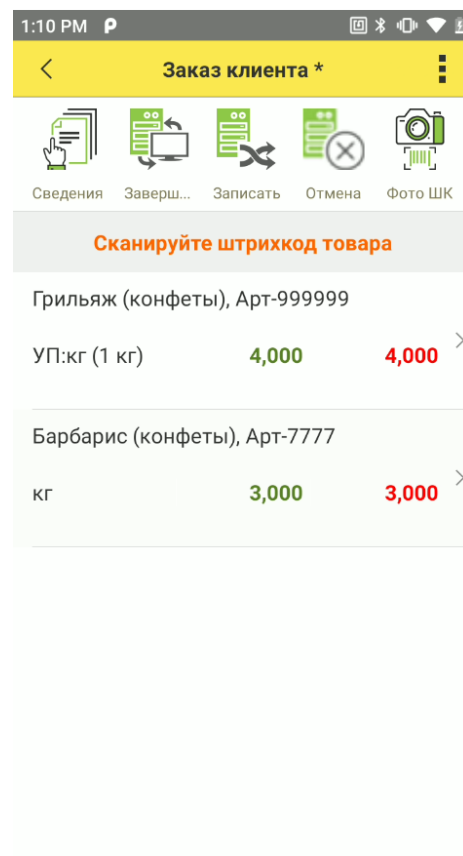 1:10 PM
Заказ клиента *
Сведения Заверш... Записать Отмена Фото ШК
Сканируйте штрихкод товара
Грильяж (конфеты), Арт-999999
УП:кг (1 кг) 4,000 4,000
Барбарис (конфеты), Арт-7777
кг 3,000 3,000